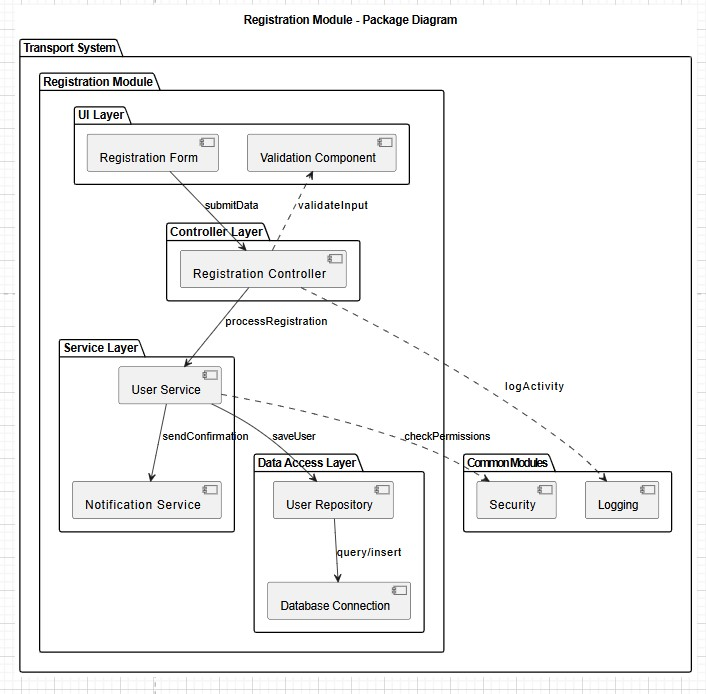 Registration Module - Package Diagram
Transport System
Registration Module
UI Layer
Registration Form
Validation Component
submitData
validateInput
Controller Layer
Registration Controller
processRegistration
Service Layer
User Service
logActivity
sendConfirmation
saveUser
checkPermissions
Data Access Layer
Common Modules
Notification Service
User Repository
Security
Logging
query/insert
Database Connection